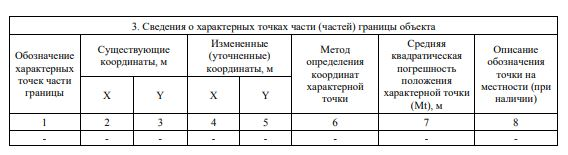 3. Сведения о характерных точках части (частей) границы объекта
Обозначение
характерных
точек части
границы
Существующие
координаты, м
Измененные
(уточненные)
координаты, м
Метод
определения
координат
характерной
точки
Средняя
квадратическая
погрешность
положения
характерной точки
(Mt), м
Описание
обозначения
точки на
местности (при
наличии)
X Y X Y
1 2 3 4 5 6 7 8
- - - - - - - -